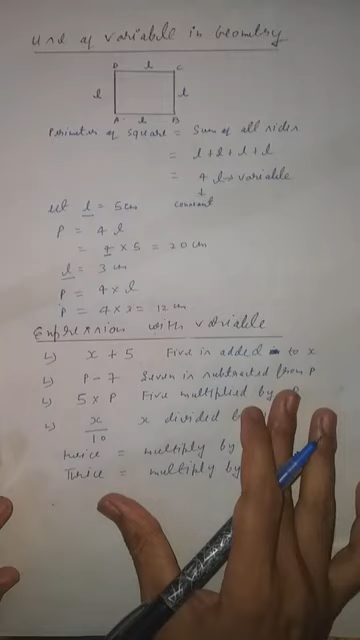 Use of variable in Geometry
D l C
l l
A l B
Perimeter of square = Sum of all sides
= l + l + l + l
= 4 l → variable
↓
constant
let l = 5 cm
P = 4 l
= 4 × 5 = 20 cm
l = 3 cm
P = 4 × l
P = 4 × 3 = 12 cm
Expression with variable
x + 5 Five is added to x
P - 7 Seven is subtracted from P
5 × P Five multiplied by
x/10 x divided by
Twice = multiply by
Thrice = multiply by